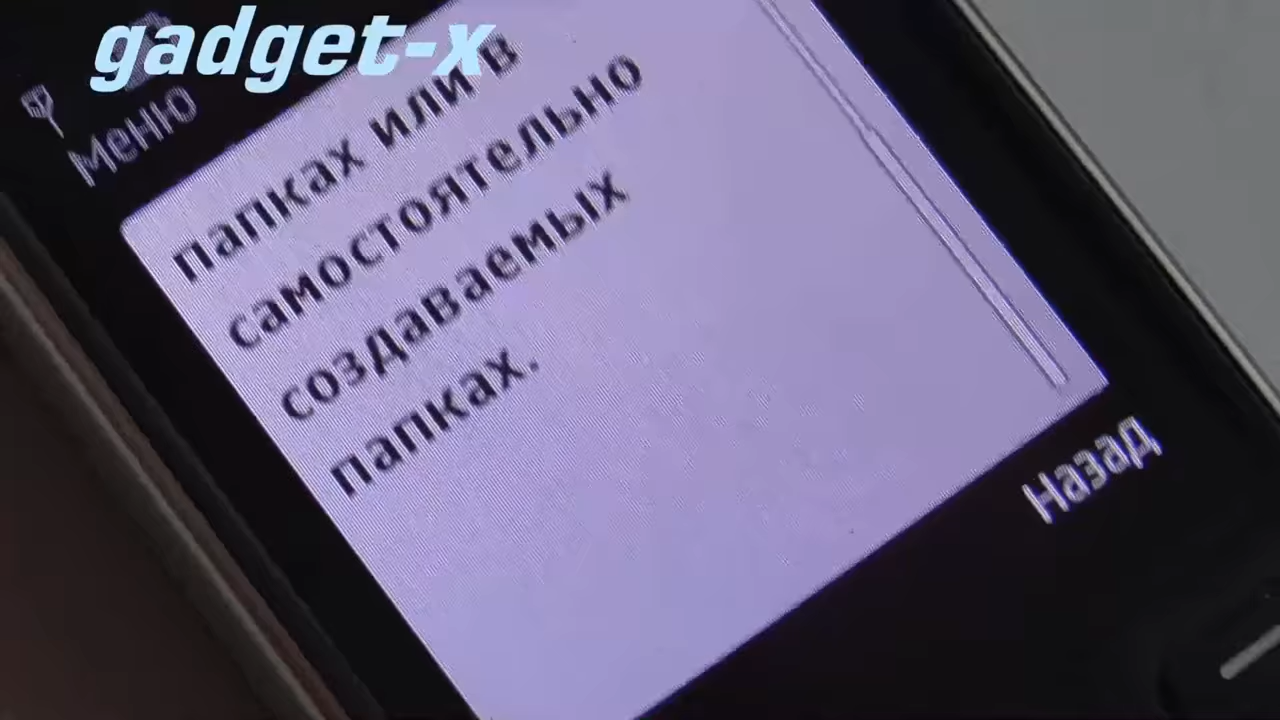 gadget-x
Меню
папках или в
самостоятельно
создаваемых
папках.
Назад